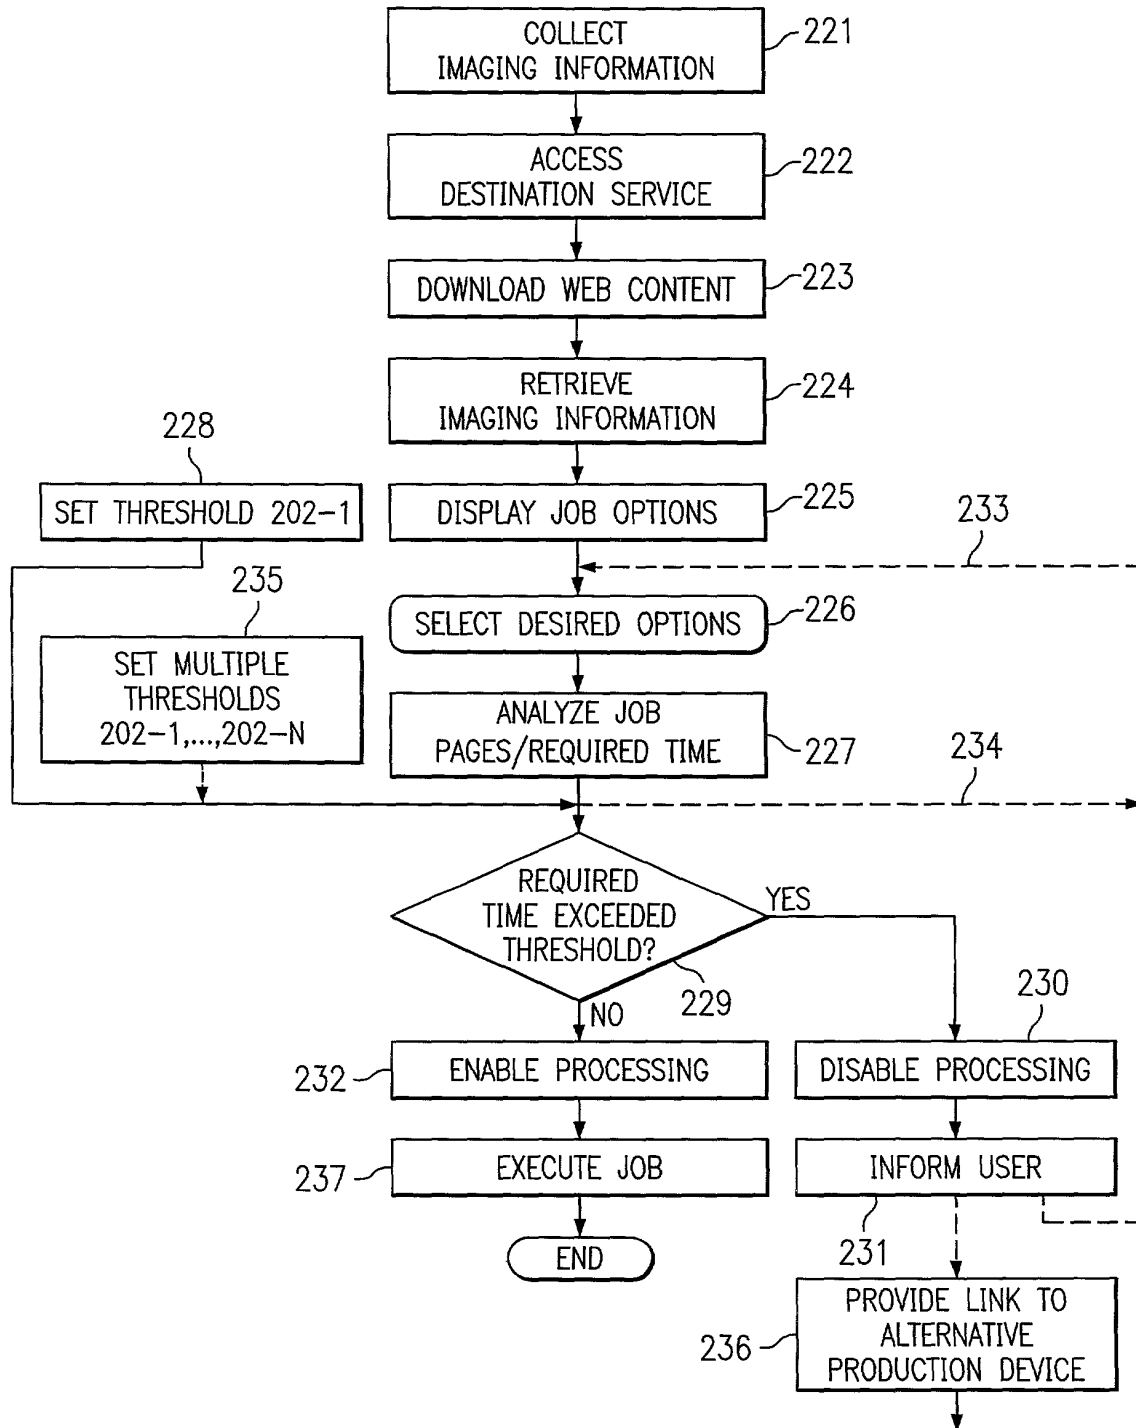 COLLECT
IMAGING INFORMATION
221
ACCESS
DESTINATION SERVICE
222
DOWNLOAD WEB CONTENT
223
RETRIEVE
IMAGING INFORMATION
224
228
SET THRESHOLD 202-1
DISPLAY JOB OPTIONS
225
233
235
SELECT DESIRED OPTIONS
226
SET MULTIPLE
THRESHOLDS
202-1,...,202-N
ANALYZE JOB
PAGES/REQUIRED TIME
227
234
REQUIRED
TIME EXCEEDED
THRESHOLD?
YES
229
NO
230
232
ENABLE PROCESSING
DISABLE PROCESSING
237
EXECUTE JOB
INFORM USER
231
END
PROVIDE LINK TO
ALTERNATIVE
PRODUCTION DEVICE
236